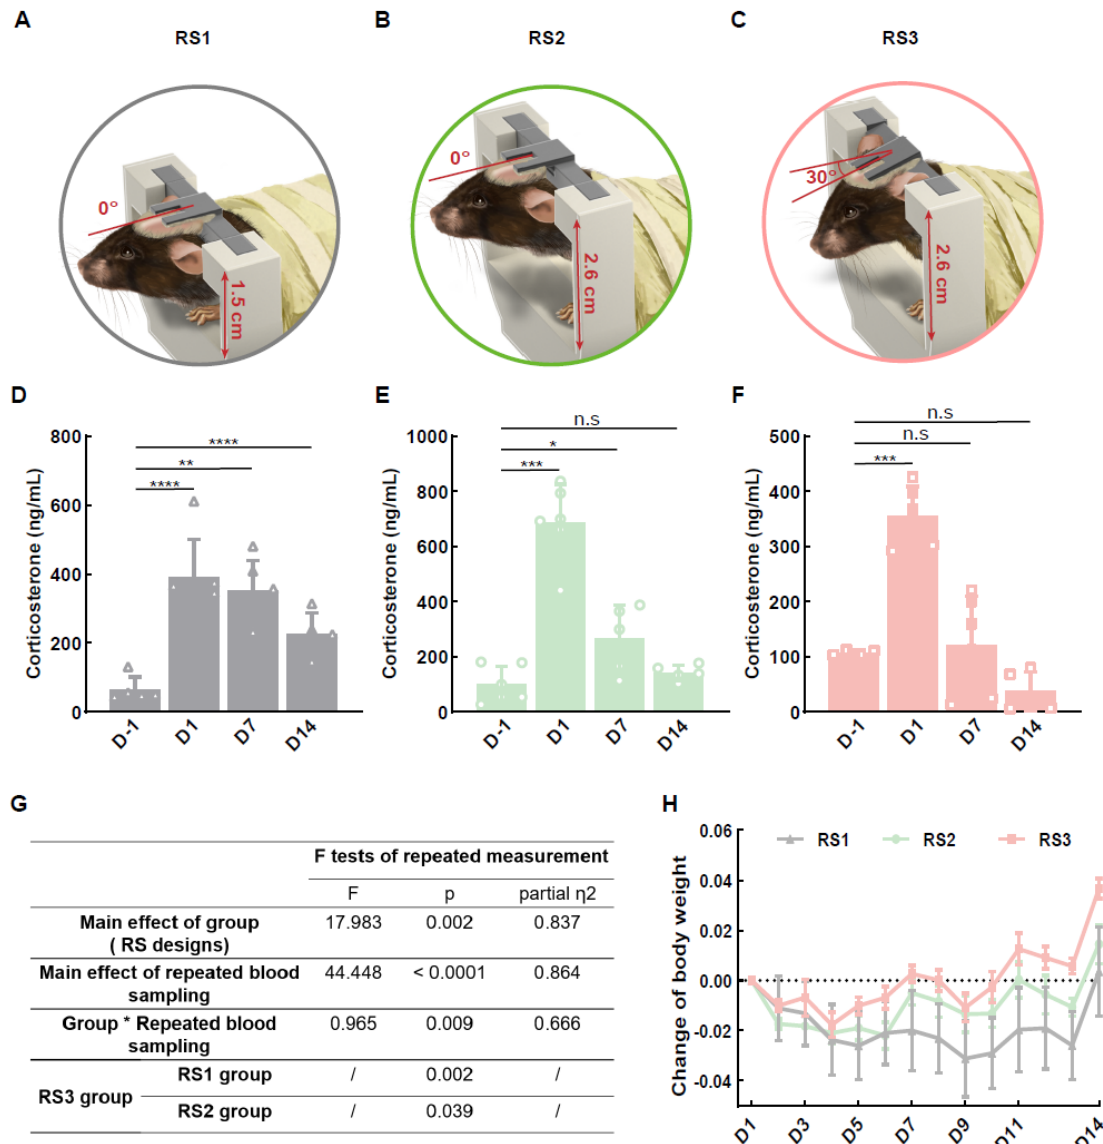 A
RS1
B
RS2
C
RS3
0°
1.5 cm
0°
2.6 cm
30°
2.6 cm
D
Corticosterone (ng/mL)
800
600
400
200
0
****
**
****
D-1
D1
D7
D14
E
Corticosterone (ng/mL)
1000
800
600
400
200
0
n.s
*
***
D-1
D1
D7
D14
F
Corticosterone (ng/mL)
500
400
300
200
100
0
n.s
n.s
***
D-1
D1
D7
D14
G
F tests of repeated measurement
F p partial η2
Main effect of group 17.983 0.002 0.837
( RS designs)
Main effect of repeated blood 44.448 < 0.0001 0.864
sampling
Group * Repeated blood 0.965 0.009 0.666
sampling
RS3 group
RS1 group / 0.002 /
RS2 group / 0.039 /
H
Change of body weight
0.06
0.04
0.02
0.00
-0.02
-0.04
RS1 RS2 RS3
D1
D3
D5
D7
D9
D11
D14